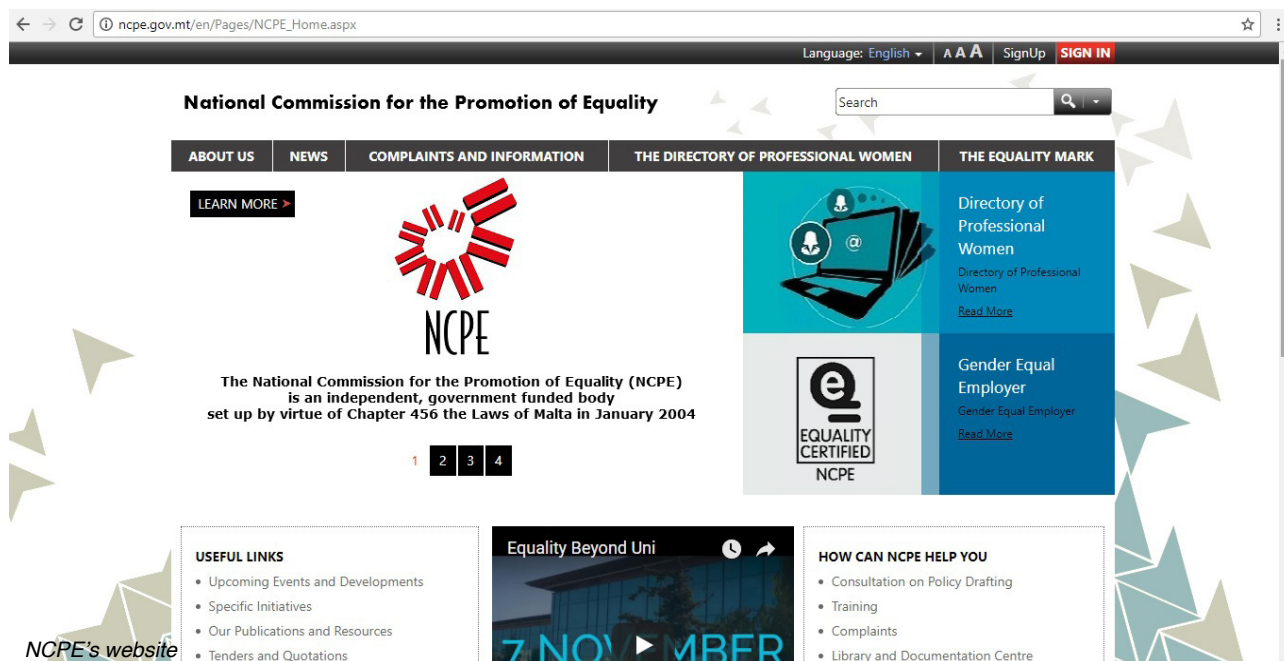 ncpe.gov.mt/en/Pages/NCPE_Home.aspx
Language: English
A A A
SignUp
SIGN IN
National Commission for the Promotion of Equality
Search
ABOUT US
NEWS
COMPLAINTS AND INFORMATION
THE DIRECTORY OF PROFESSIONAL WOMEN
THE EQUALITY MARK
LEARN MORE
NCPE
The National Commission for the Promotion of Equality (NCPE)
is an independent, government funded body
set up by virtue of Chapter 456 the Laws of Malta in January 2004
1 2 3 4
@
Directory of
Professional
Women
Directory of Professional
Women
Read More
e
EQUALITY
CERTIFIED
NCPE
Gender Equal
Employer
Gender Equal Employer
Read More
USEFUL LINKS
• Upcoming Events and Developments
• Specific Initiatives
• Our Publications and Resources
• Tenders and Quotations
Equality Beyond Uni
7 NOVEMBER
HOW CAN NCPE HELP YOU
• Consultation on Policy Drafting
• Training
• Complaints
• Library and Documentation Centre
NCPE's website